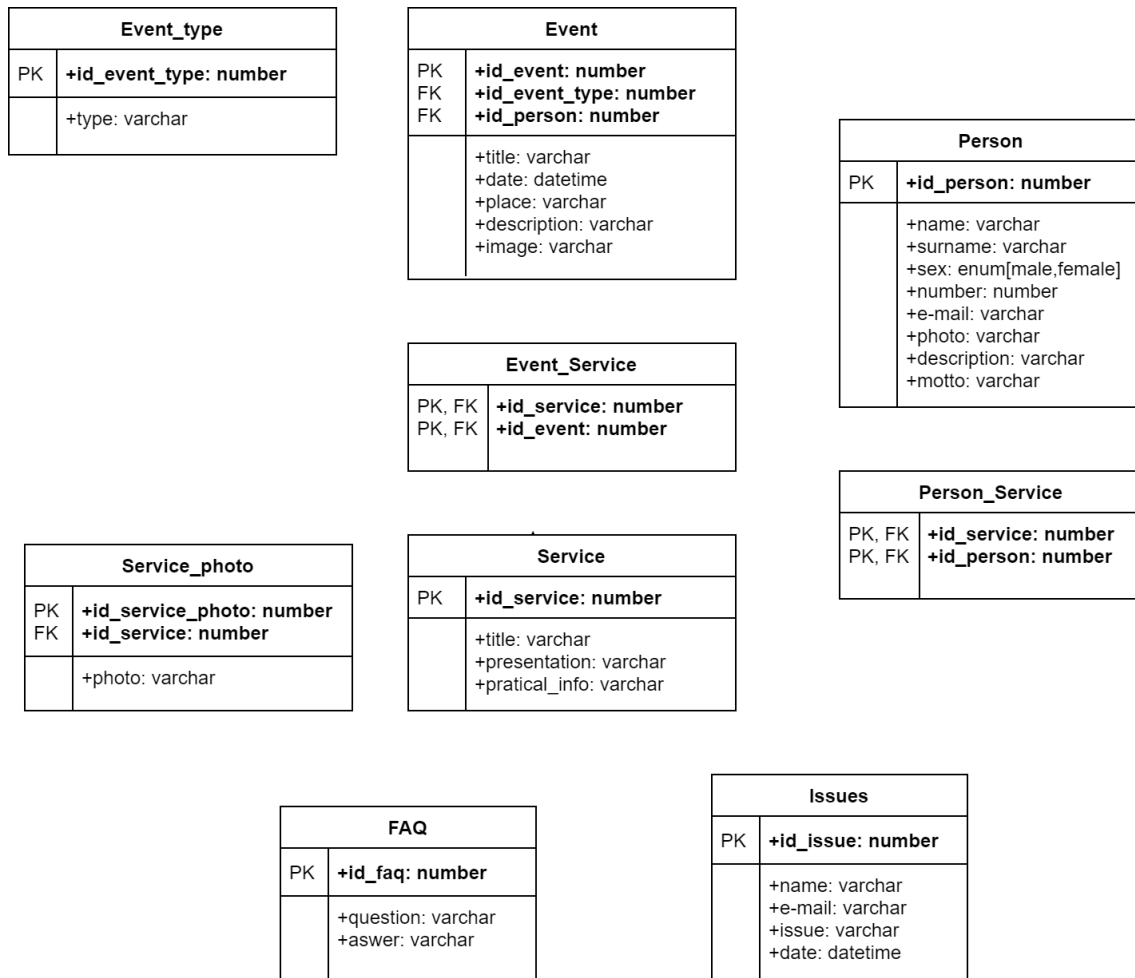 Event_type
PK +id_event_type: number
+type: varchar
Event
PK +id_event: number
FK +id_event_type: number
FK +id_person: number
+title: varchar
+date: datetime
+place: varchar
+description: varchar
+image: varchar
Person
PK +id_person: number
+name: varchar
+surname: varchar
+sex: enum[male,female]
+number: number
+e-mail: varchar
+photo: varchar
+description: varchar
+motto: varchar
Event_Service
PK, FK +id_service: number
PK, FK +id_event: number
Person_Service
PK, FK +id_service: number
PK, FK +id_person: number
Service_photo
PK +id_service_photo: number
FK +id_service: number
+photo: varchar
Service
PK +id_service: number
+title: varchar
+presentation: varchar
+pratical_info: varchar
FAQ
PK +id_faq: number
+question: varchar
+aswer: varchar
Issues
PK +id_issue: number
+name: varchar
+e-mail: varchar
+issue: varchar
+date: datetime